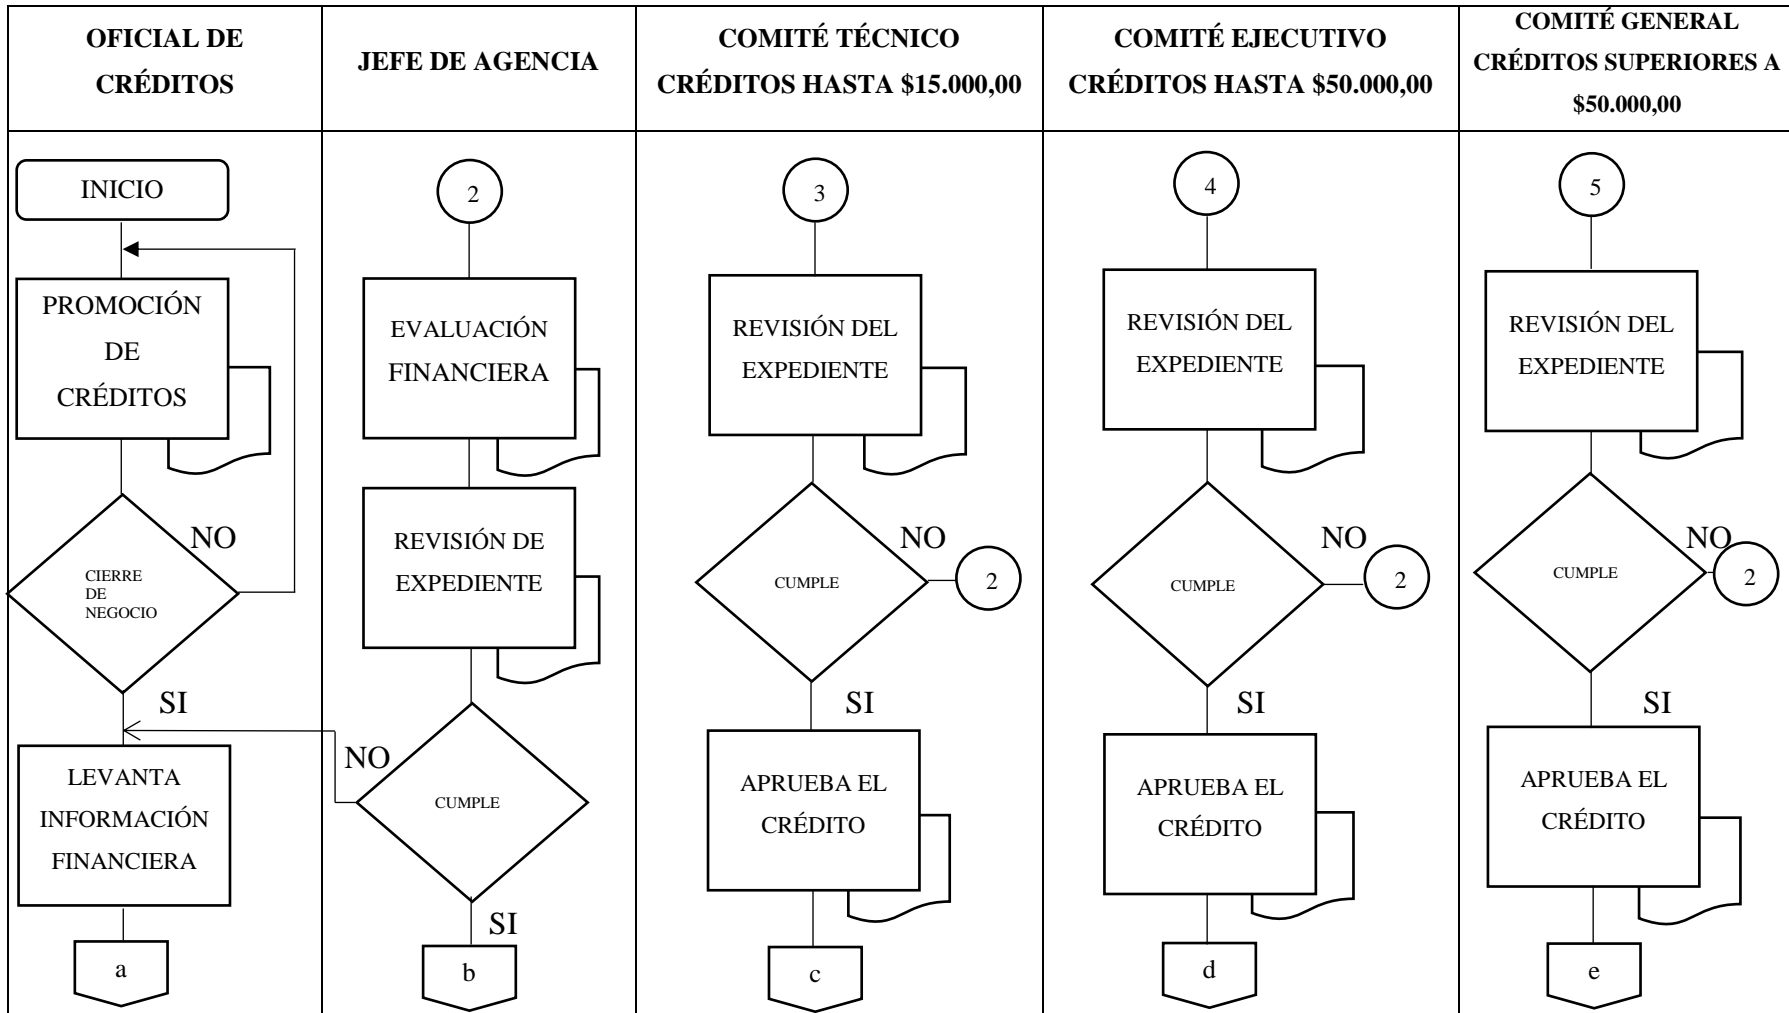 OFICIAL DE
CRÉDITOS
JEFE DE AGENCIA
COMITÉ TÉCNICO
CRÉDITOS HASTA $15.000,00
COMITÉ EJECUTIVO
CRÉDITOS HASTA $50.000,00
COMITÉ GENERAL
CRÉDITOS SUPERIORES A
$50.000,00
INICIO
PROMOCIÓN
DE
CRÉDITOS
CIERRE
DE
NEGOCIO
NO
SI
LEVANTA
INFORMACIÓN
FINANCIERA
a
2
EVALUACIÓN
FINANCIERA
REVISIÓN DE
EXPEDIENTE
NO
CUMPLE
SI
b
3
REVISIÓN DEL
EXPEDIENTE
NO
CUMPLE
2
SI
APRUEBA EL
CRÉDITO
c
4
REVISIÓN DEL
EXPEDIENTE
NO
CUMPLE
2
SI
APRUEBA EL
CRÉDITO
d
5
REVISIÓN DEL
EXPEDIENTE
NO
CUMPLE
2
SI
APRUEBA EL
CRÉDITO
e